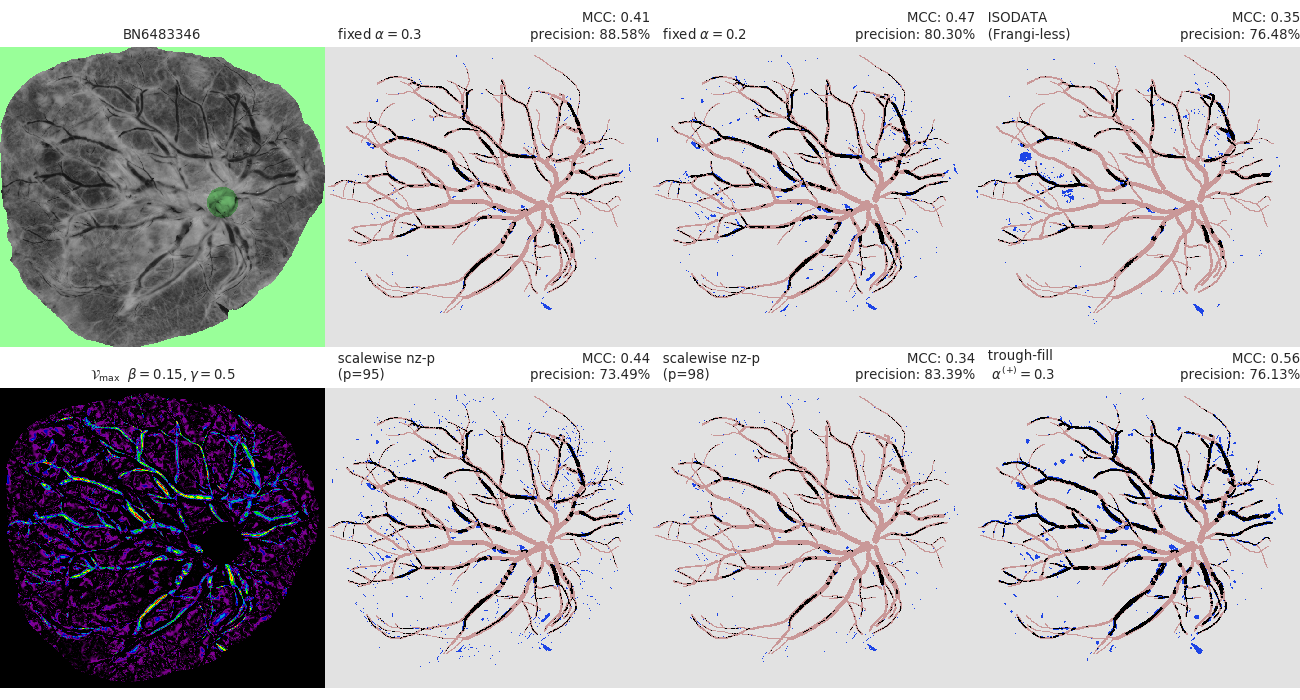 BN6483346
fixed α = 0.3
MCC: 0.41
precision: 88.58%
fixed α = 0.2
MCC: 0.47
precision: 80.30%
ISODATA
(Frangi-less)
MCC: 0.35
precision: 76.48%
𝒱max β = 0.15, γ = 0.5
scalewise nz-p
(p=95)
MCC: 0.44
precision: 73.49%
scalewise nz-p
(p=98)
MCC: 0.34
precision: 83.39%
trough-fill
α(+) = 0.3
MCC: 0.56
precision: 76.13%